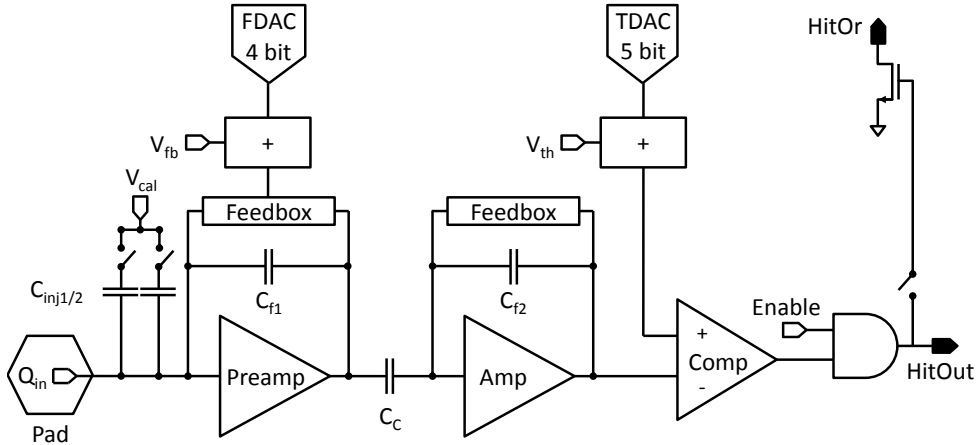 FDAC
4 bit
TDAC
5 bit
HitOr
V_fb
+
V_th
+
V_cal
Feedbox
Feedbox
C_inj1/2
C_f1
C_f2
Enable
Q_in
Preamp
Amp
+
Comp
-
HitOut
C_C
Pad